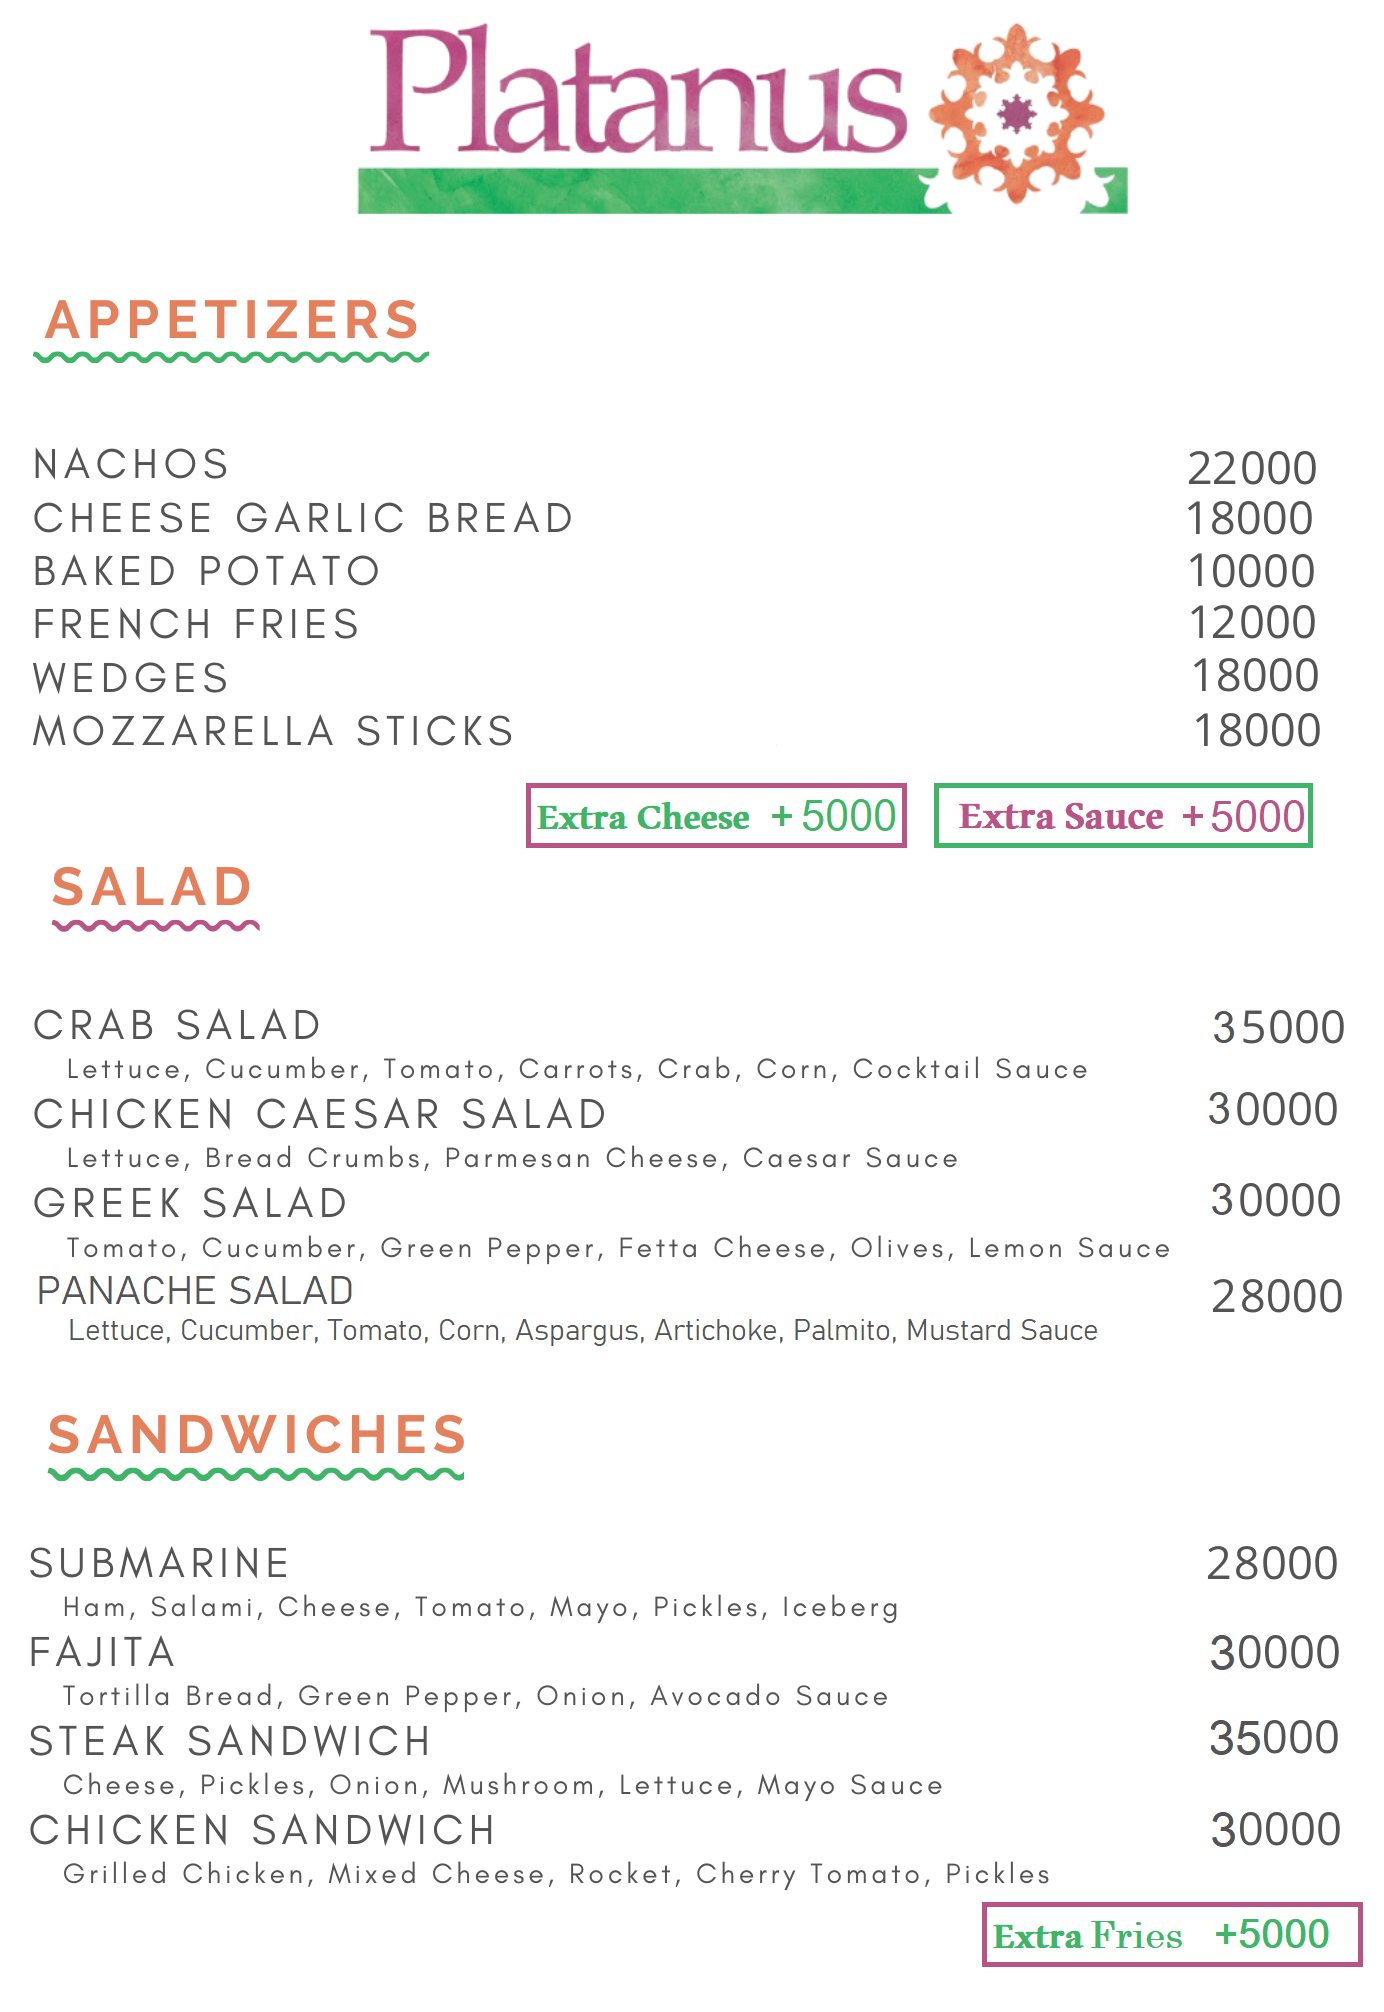 Platanus
APPETIZERS
NACHOS 22000
CHEESE GARLIC BREAD 18000
BAKED POTATO 10000
FRENCH FRIES 12000
WEDGES 18000
MOZZARELLA STICKS 18000
Extra Cheese +5000 Extra Sauce +5000
SALAD
CRAB SALAD 35000
Lettuce, Cucumber, Tomato, Carrots, Crab, Corn, Cocktail Sauce
CHICKEN CAESAR SALAD 30000
Lettuce, Bread Crumbs, Parmesan Cheese, Caesar Sauce
GREEK SALAD 30000
Tomato, Cucumber, Green Pepper, Fetta Cheese, Olives, Lemon Sauce
PANACHE SALAD 28000
Lettuce, Cucumber, Tomato, Corn, Aspargus, Artichoke, Palmito, Mustard Sauce
SANDWICHES
SUBMARINE 28000
Ham, Salami, Cheese, Tomato, Mayo, Pickles, Iceberg
FAJITA 30000
Tortilla Bread, Green Pepper, Onion, Avocado Sauce
STEAK SANDWICH 35000
Cheese, Pickles, Onion, Mushroom, Lettuce, Mayo Sauce
CHICKEN SANDWICH 30000
Grilled Chicken, Mixed Cheese, Rocket, Cherry Tomato, Pickles
Extra Fries +5000